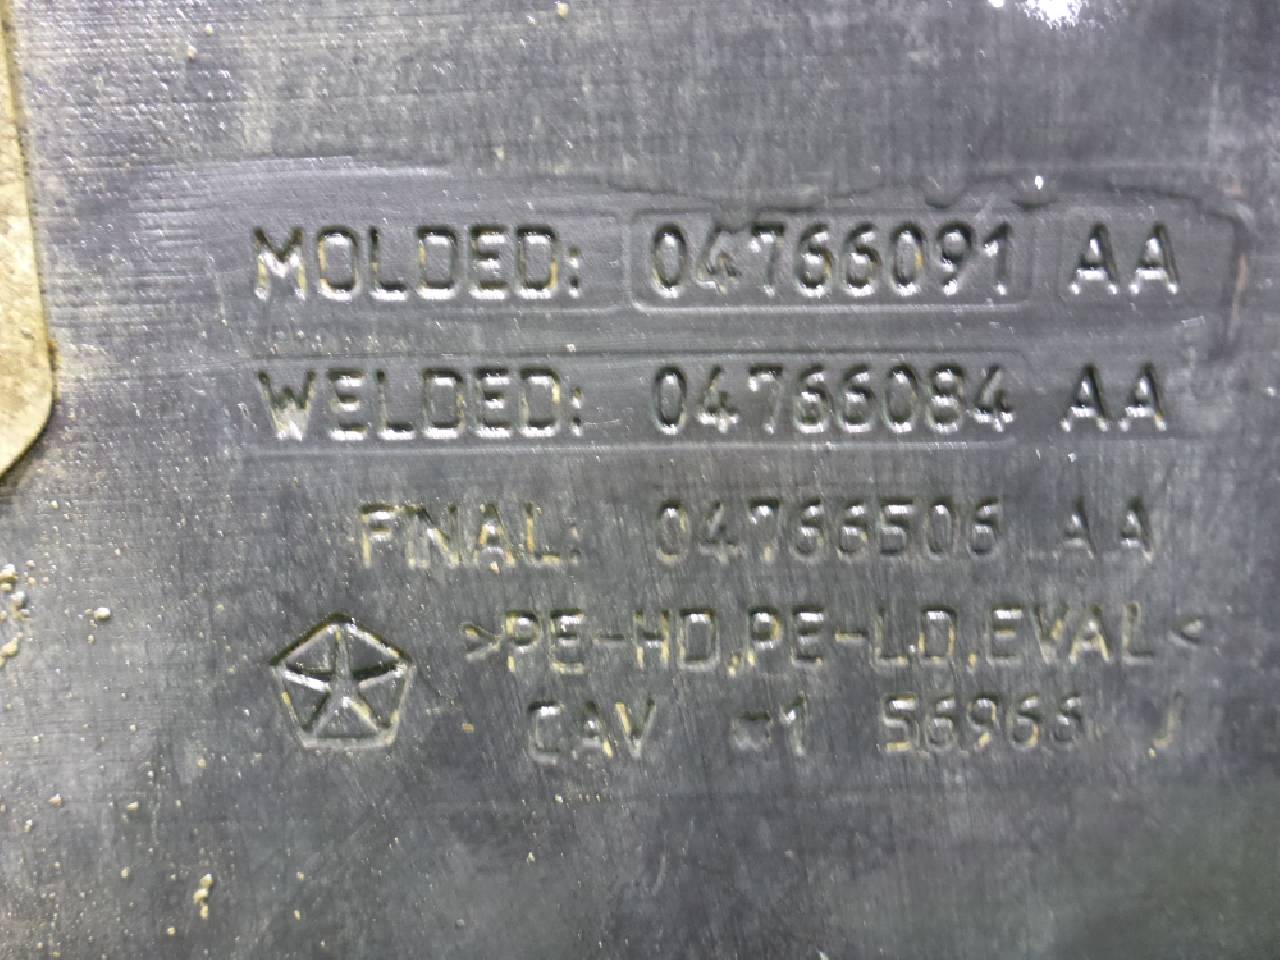 MOLDED: 04766091 AA
WELDED: 04766084 AA
FINAL: 04766506 AA
>PE-HD,PE-LD,EVAL<
CAV #1 56966 J